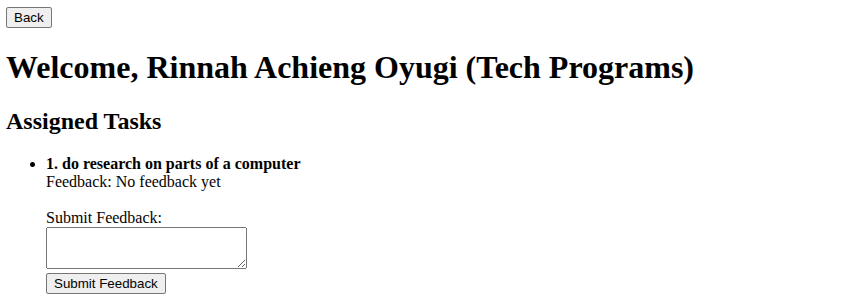 Back
Welcome, Rinnah Achieng Oyugi (Tech Programs)
Assigned Tasks
1. do research on parts of a computer
Feedback: No feedback yet
Submit Feedback:
Submit Feedback